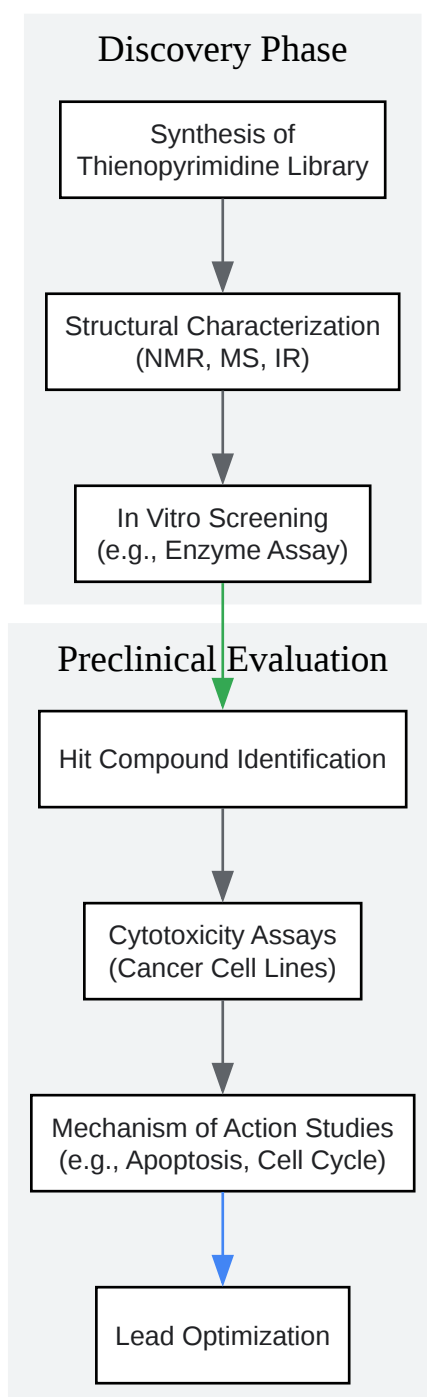 Discovery Phase
Synthesis of
Thienopyrimidine Library
Structural Characterization
(NMR, MS, IR)
In Vitro Screening
(e.g., Enzyme Assay)
Preclinical Evaluation
Hit Compound Identification
Cytotoxicity Assays
(Cancer Cell Lines)
Mechanism of Action Studies
(e.g., Apoptosis, Cell Cycle)
Lead Optimization